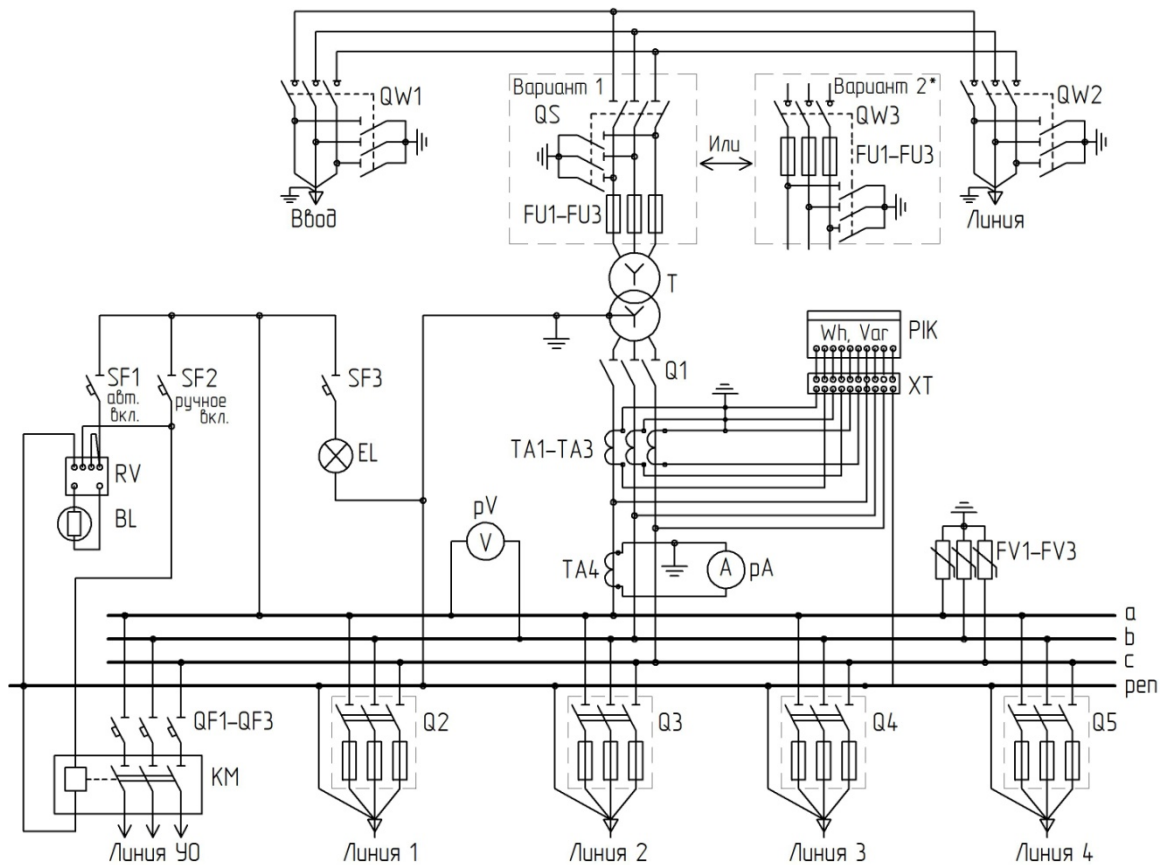 QW1
Вариант 1
QS
FU1-FU3
Или
Вариант 2*
QW3
FU1-FU3
QW2
Ввод
Линия
T
Wh, Var
PIK
XT
Q1
SF1
авт.
вкл.
SF2
ручное
вкл.
SF3
EL
RV
BL
TA1-TA3
pV
V
TA4
A
pA
FV1-FV3
a
b
c
pen
QF1-QF3
KM
Q2
Q3
Q4
Q5
Линия УО
Линия 1
Линия 2
Линия 3
Линия 4